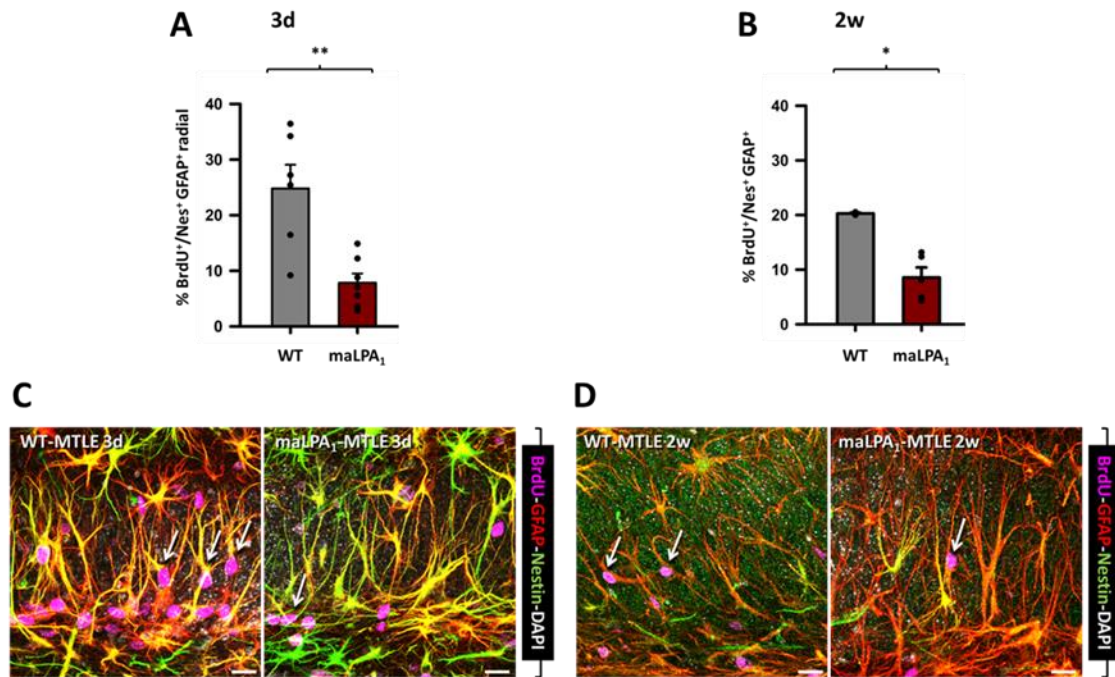 A
3d
**
% BrdU⁺/Nes⁺ GFAP⁺ radial
40
30
20
10
0
WT
maLPA₁
B
2w
*
% BrdU⁺/Nes⁺ GFAP⁺
40
30
20
10
0
WT
maLPA₁
C
WT-MTLE 3d
maLPA₁-MTLE 3d
BrdU-GFAP-Nestin-DAPI
D
WT-MTLE 2w
maLPA₁-MTLE 2w
BrdU-GFAP-Nestin-DAPI